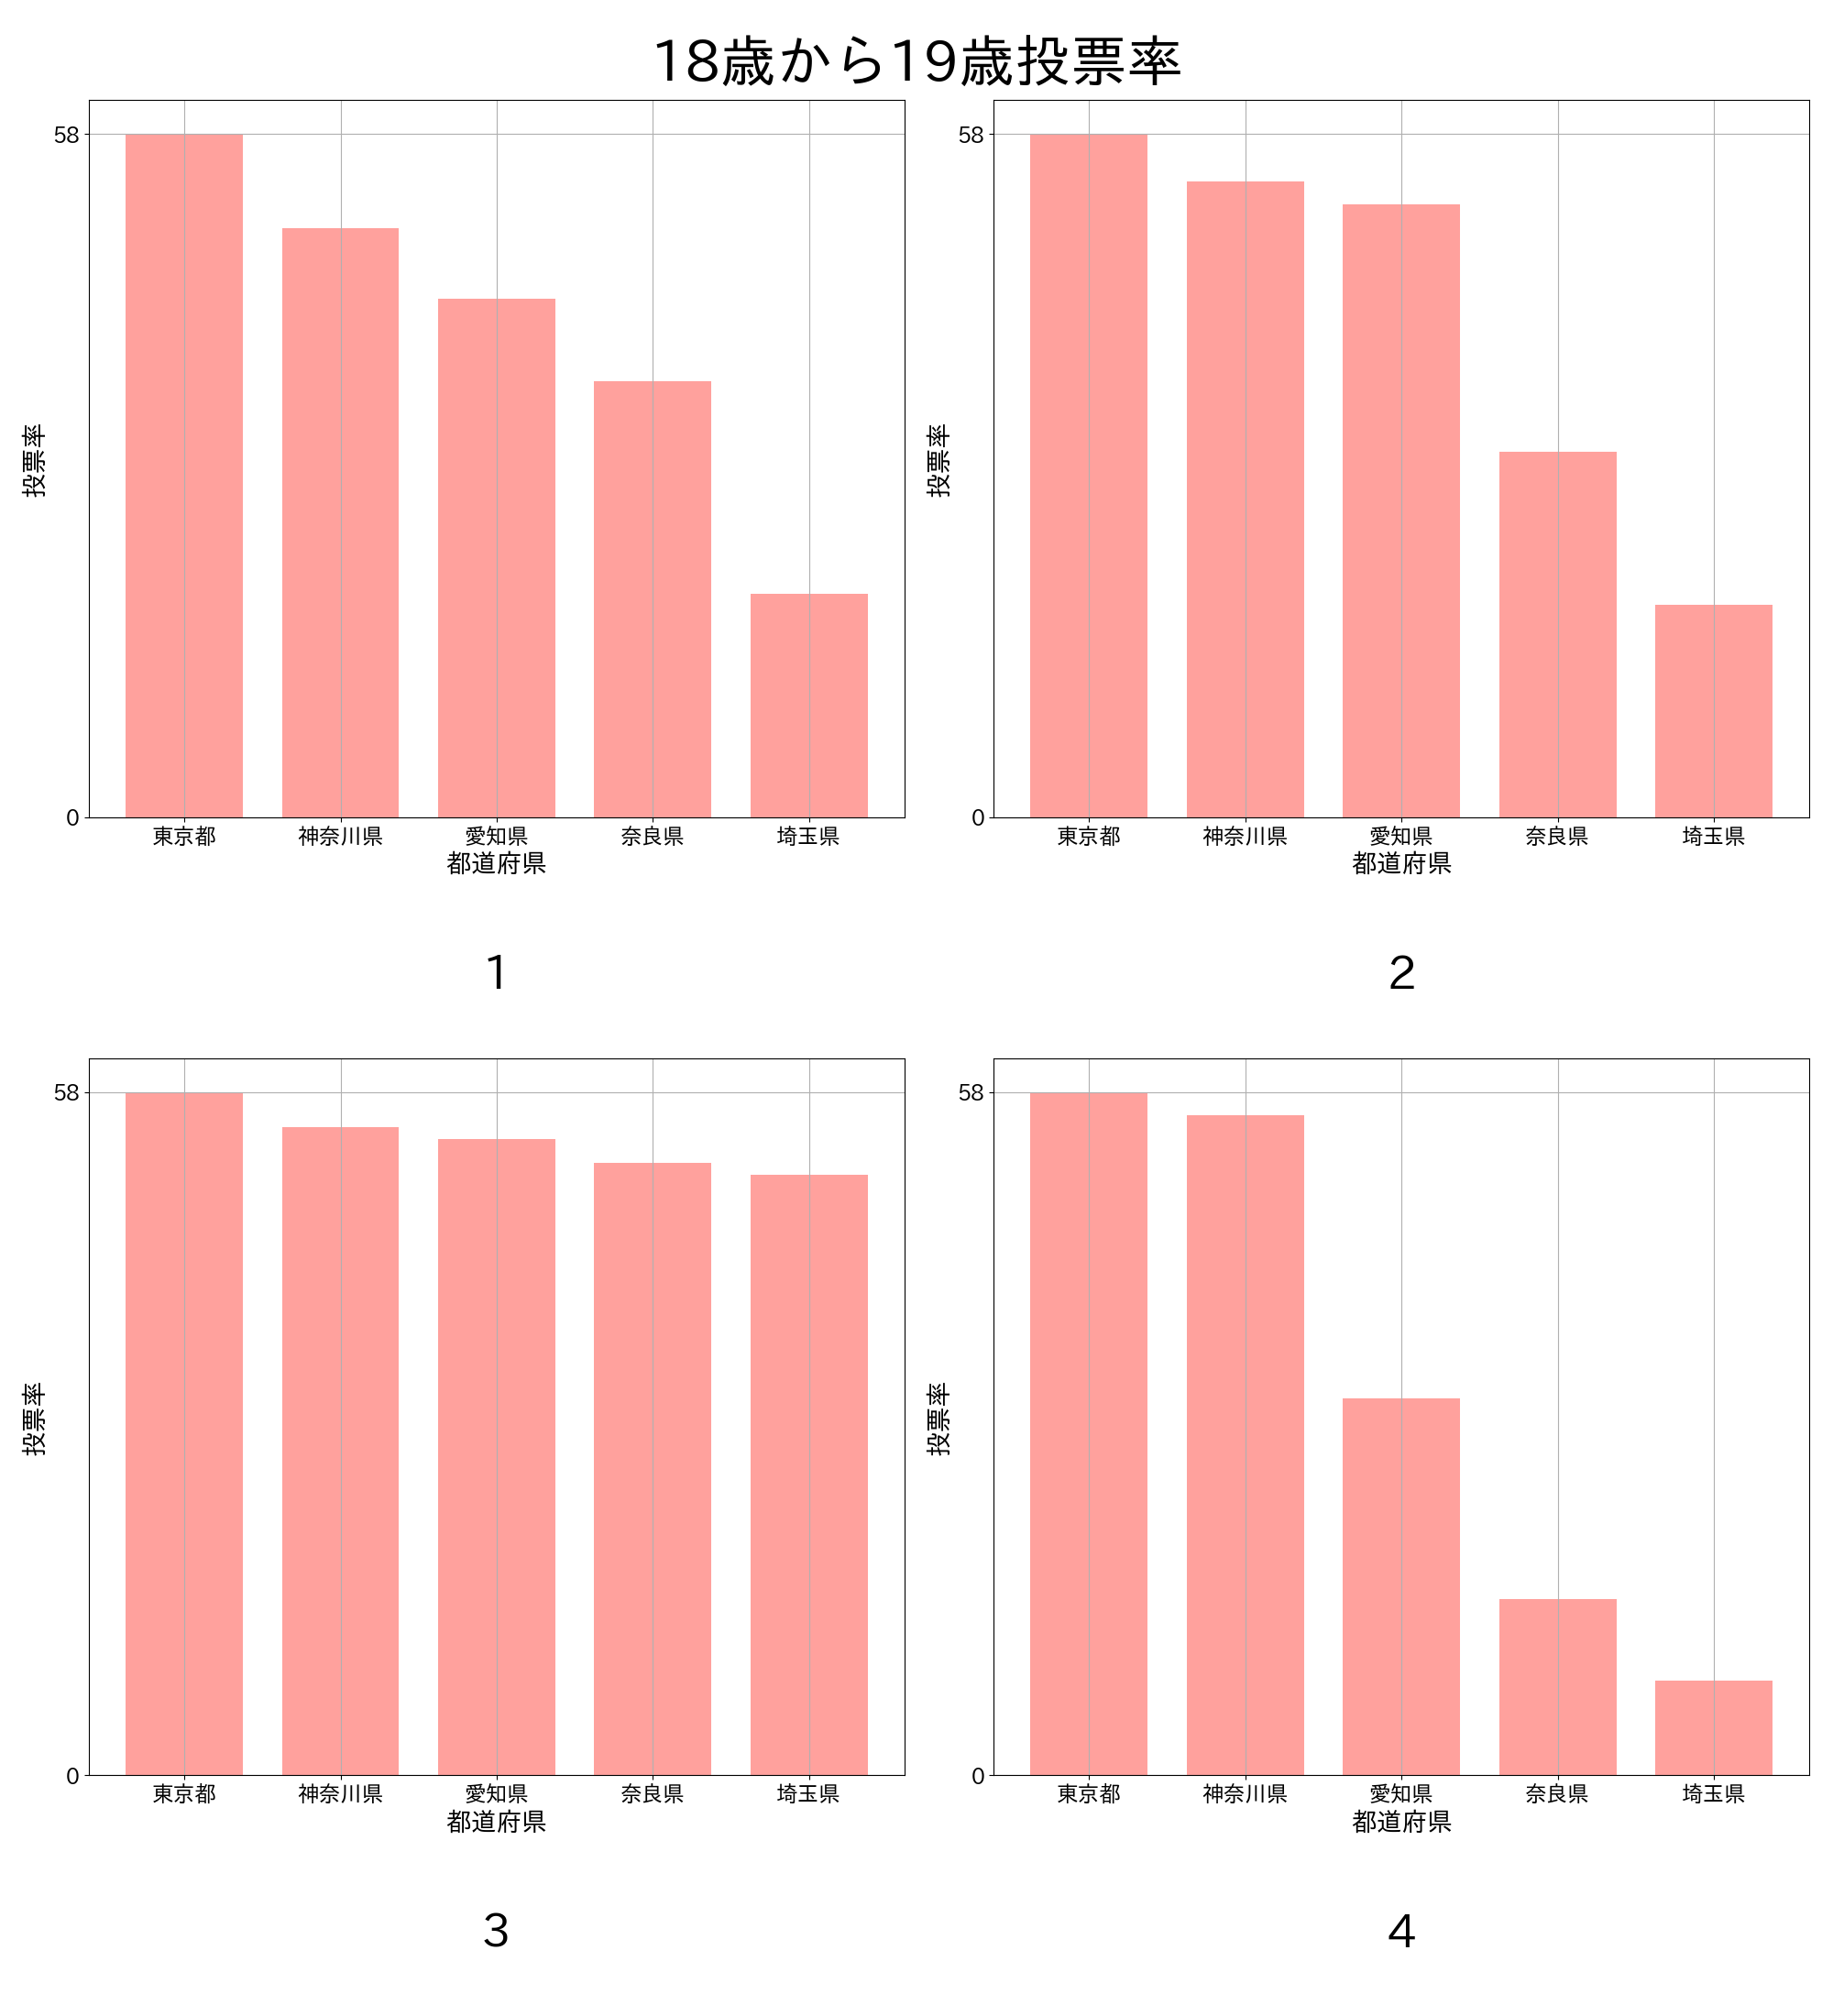 18歳から19歳投票率
58
0
投票率
東京都 神奈川県 愛知県 奈良県 埼玉県
都道府県
1
58
0
投票率
東京都 神奈川県 愛知県 奈良県 埼玉県
都道府県
2
58
0
投票率
東京都 神奈川県 愛知県 奈良県 埼玉県
都道府県
3
58
0
投票率
東京都 神奈川県 愛知県 奈良県 埼玉県
都道府県
4